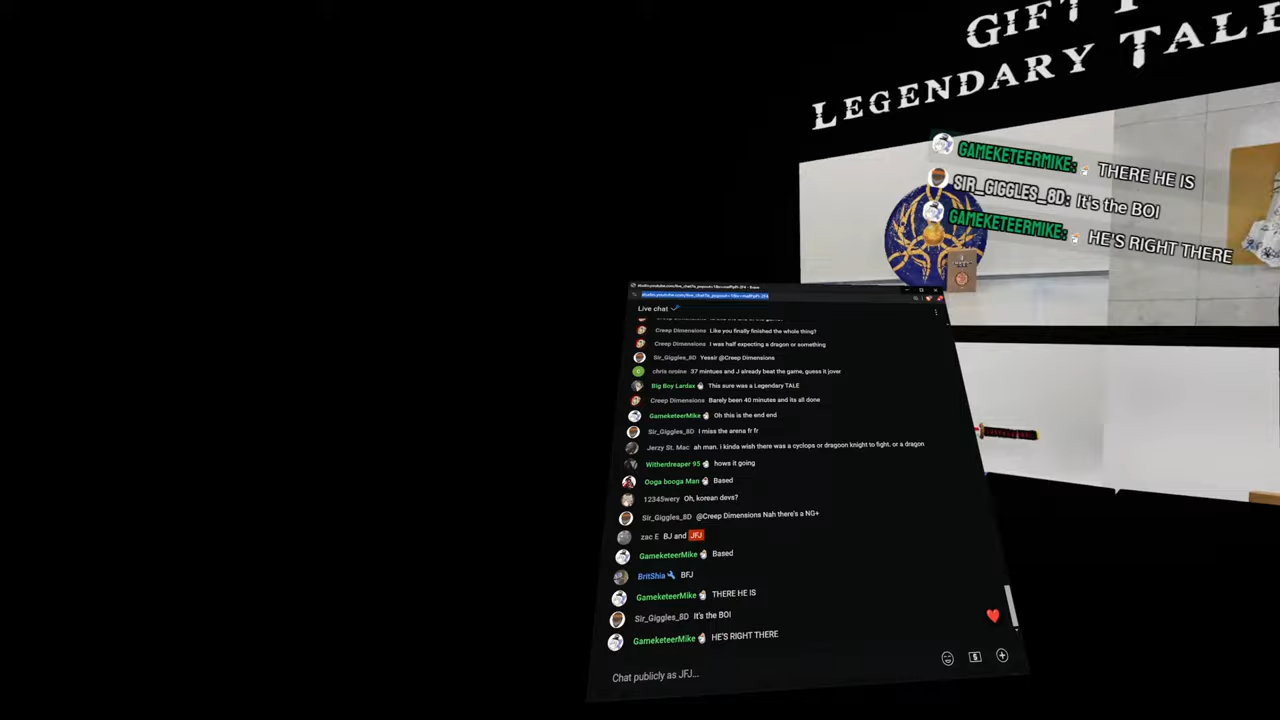 GIFT
LEGENDARY TALE
GAMEKETEERMIKE: THERE HE IS
SIR_GIGGLES_8D: It's the BOI
GAMEKETEERMIKE: HE'S RIGHT THERE
Live chat
Creep Dimensions Like you finally finished the whole thing?
Creep Dimensions I was half expecting a dragon or something
Sir_Giggles_8D Yessir @Creep Dimensions
37 mintues and J already beat the game, guess it jover
Big Boy Lardax This sure was a Legendary TALE
Creep Dimensions Barely been 40 minutes and its all done
GameketeerMike Oh this is the end end
Sir_Giggles_8D I miss the arena fr fr
Jerzy St. Mac ah man. i kinda wish there was a cyclops or dragoon knight to fight. or a dragon
Witherdreaper 95 hows it going
Ooga booga Man Based
12345wery Oh, korean devs?
Sir_Giggles_8D @Creep Dimensions Nah there's a NG+
zac E BJ and JFJ
GameketeerMike Based
BritShia BFJ
GameketeerMike THERE HE IS
Sir_Giggles_8D It's the BOI
GameketeerMike HE'S RIGHT THERE
Chat publicly as JFJ...